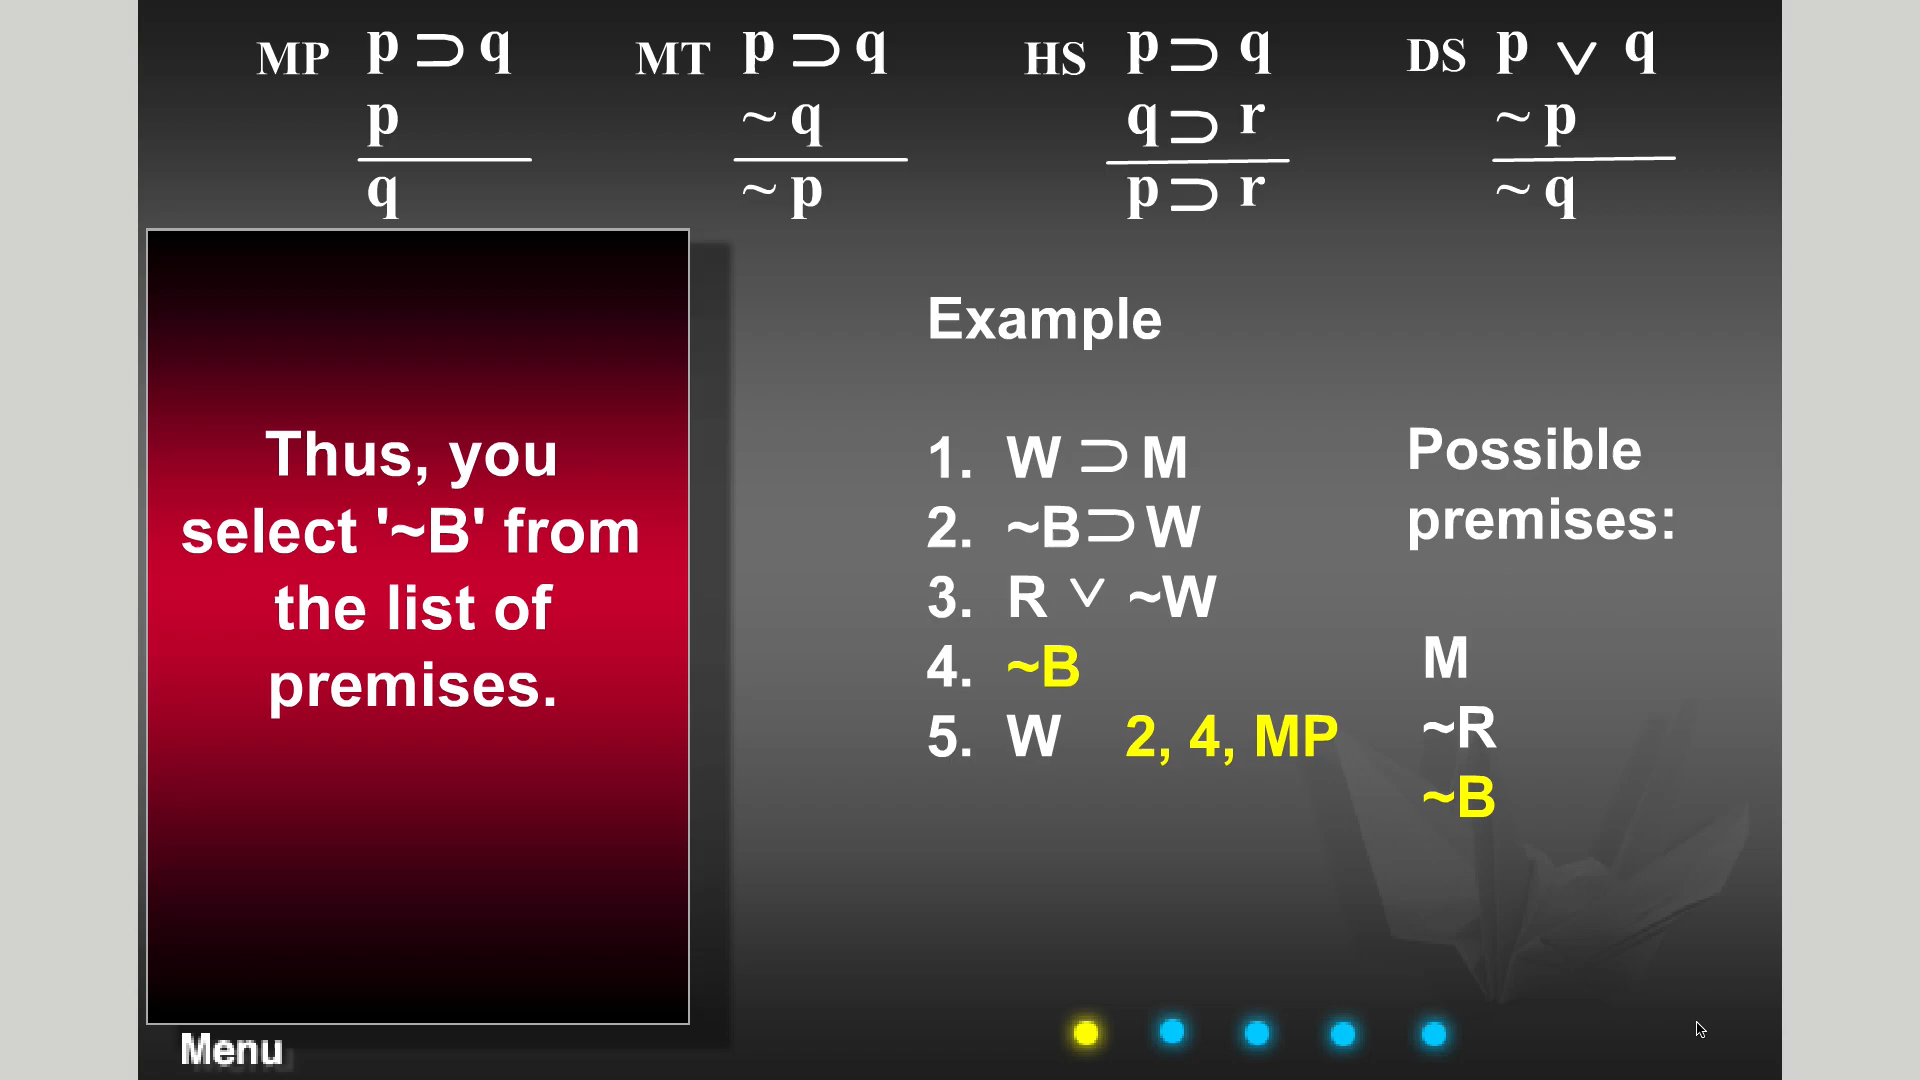 MP p ⊃ q MT p ⊃ q HS p ⊃ q DS p ∨ q
p ~ q q ⊃ r ~ p
q ~ p p ⊃ r ~ q
Thus, you
select '~B' from
the list of
premises.
Example
1. W ⊃ M
2. ~B ⊃ W
3. R ∨ ~W
4. ~B
5. W 2, 4, MP
Possible
premises:
M
~R
~B
Menu